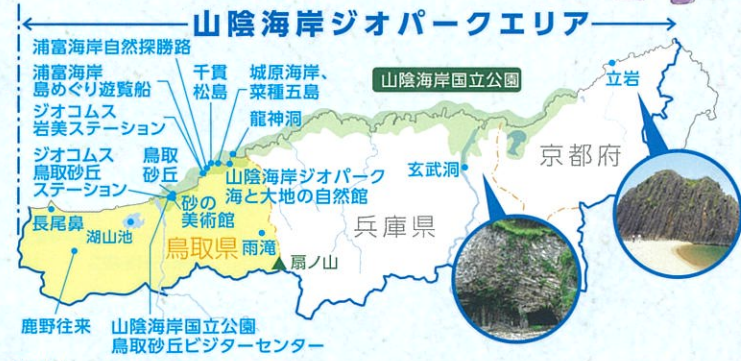 山陰海岸ジオパークエリア
浦富海岸自然探勝路
浦富海岸
島めぐり遊覧船
ジオコムス
岩美ステーション
ジオコムス
鳥取砂丘
ステーション
千貫
松島
城原海岸、
菜種五島
龍神洞
鳥取
砂丘
山陰海岸ジオパーク
海と大地の自然館
砂の
美術館
山陰海岸国立公園
立岩
玄武洞
京都府
兵庫県
鳥取県
長尾鼻
湖山池
雨滝
扇ノ山
鹿野往来
山陰海岸国立公園
鳥取砂丘ビジターセンター